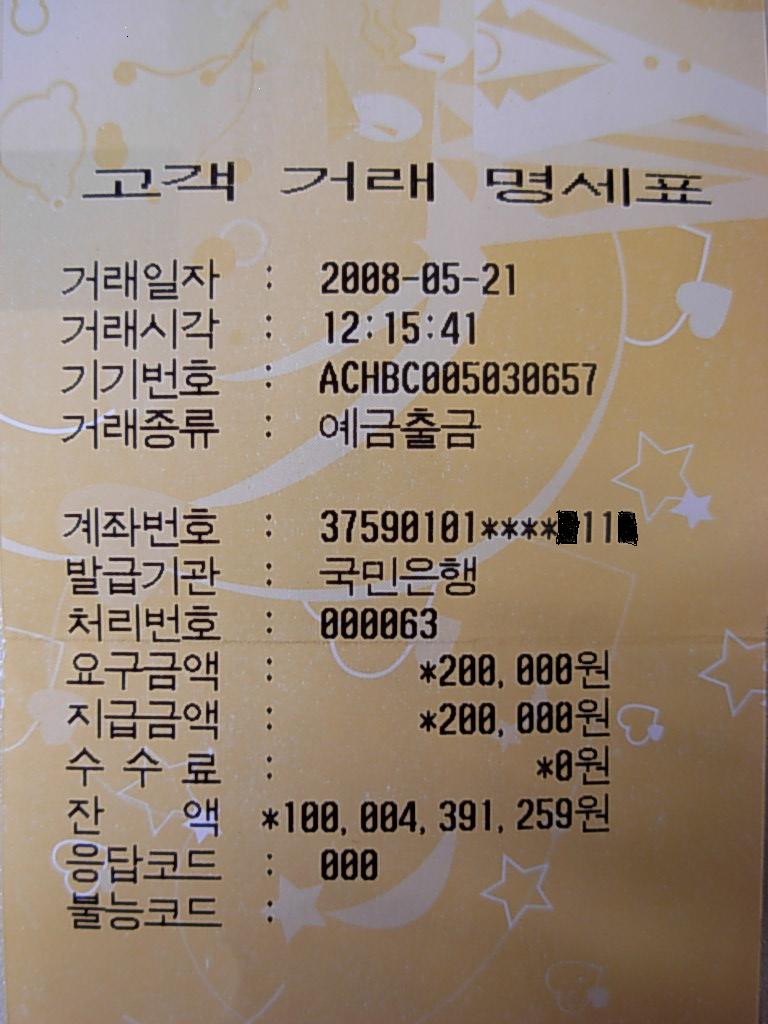 고객 거래 명세표
거래일자 : 2008-05-21
거래시각 : 12:15:41
기기번호 : ACHBC005030657
거래종류 : 예금출금
계좌번호 : 37590101****11
발급기관 : 국민은행
처리번호 : 000063
요구금액 : *200,000원
지급금액 : *200,000원
수 수 료 : *0원
잔 액 *100,004,391,259원
응답코드 : 000
불능코드 :